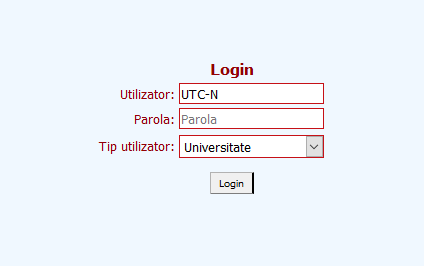 Login
Utilizator: UTC-N
Parola: Parola
Tip utilizator: Universitate
Login